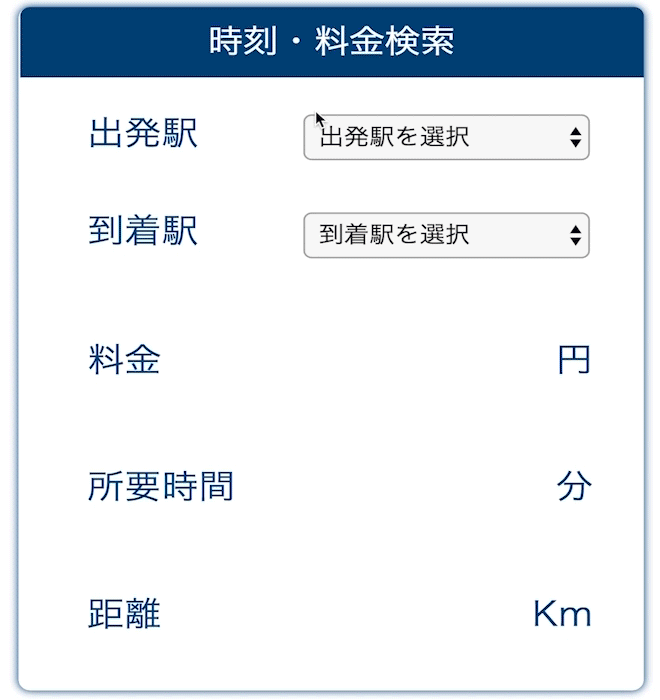 時刻・料金検索
出発駅 出発駅を選択
到着駅 到着駅を選択
料金 円
所要時間 分
距離 Km